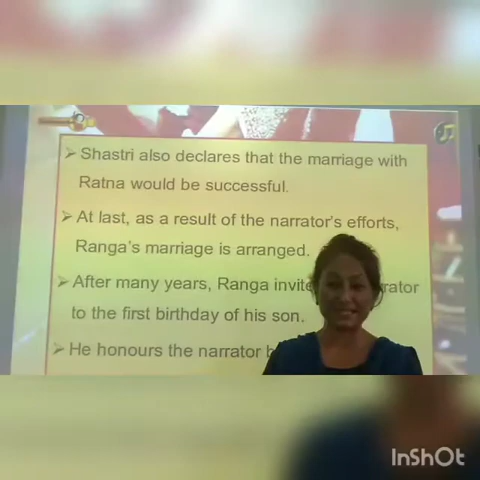 ➤ Shastri also declares that the marriage with
Ratna would be successful.
➤ At last, as a result of the narrator's efforts,
Ranga's marriage is arranged.
➤ After many years, Ranga
to the first birthday of his son.
➤ He honours the narrator
InShOt